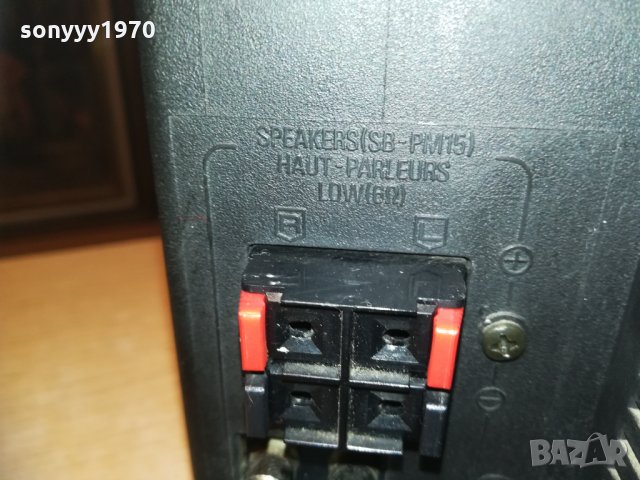 sonyyy1970
SPEAKERS(SB-PM15)
HAUT-PARLEURS
LOW(6Ω)
R L
+
−
BAZAR